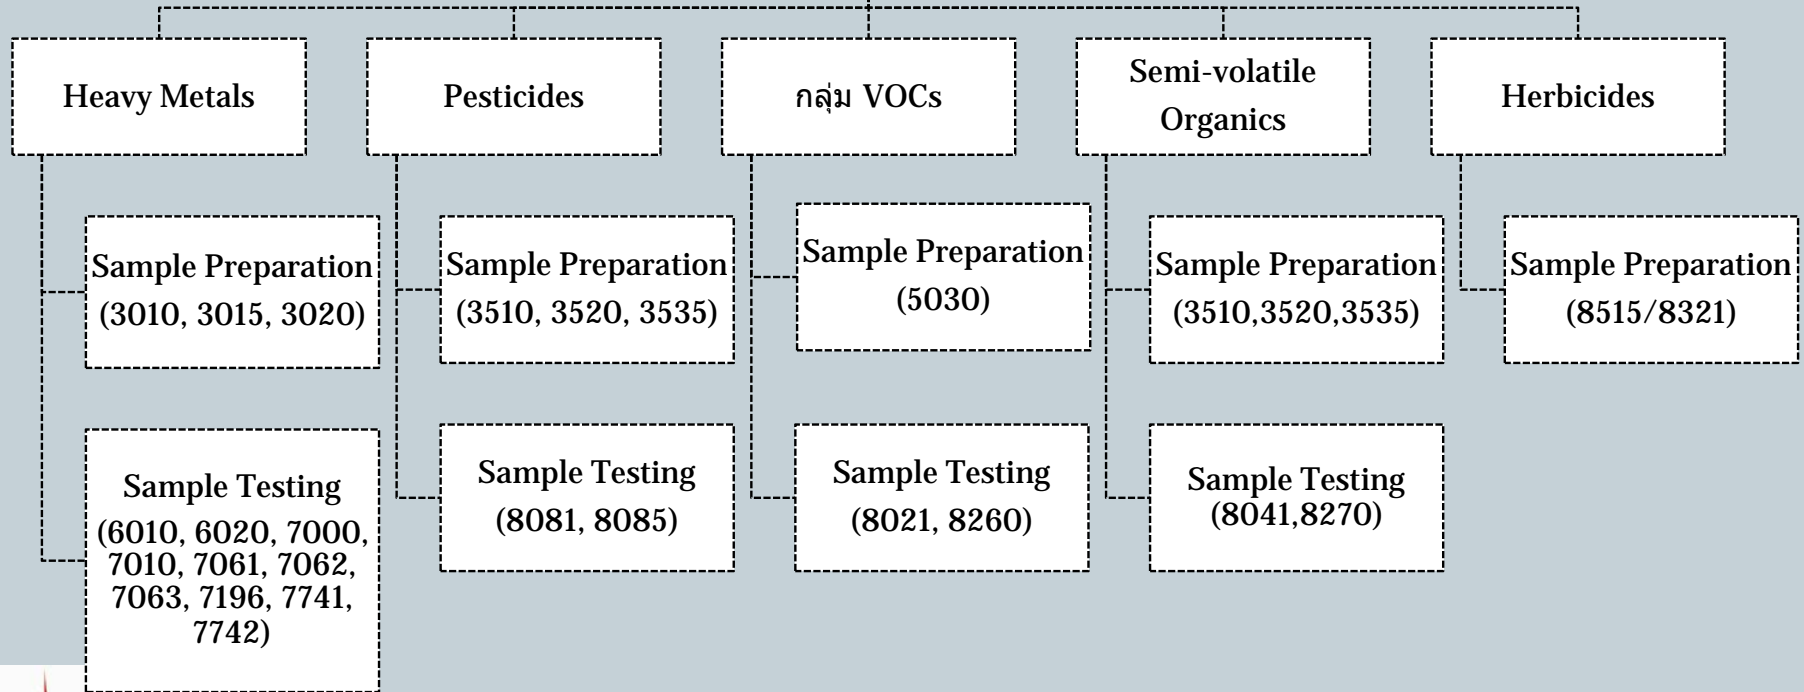 Heavy Metals
Pesticides
กลุ่ม VOCs
Semi-volatile
Organics
Herbicides
Sample Preparation
(3010, 3015, 3020)
Sample Preparation
(3510, 3520, 3535)
Sample Preparation
(5030)
Sample Preparation
(3510,3520,3535)
Sample Preparation
(8515/8321)
Sample Testing
(6010, 6020, 7000,
7010, 7061, 7062,
7063, 7196, 7741,
7742)
Sample Testing
(8081, 8085)
Sample Testing
(8021, 8260)
Sample Testing
(8041,8270)